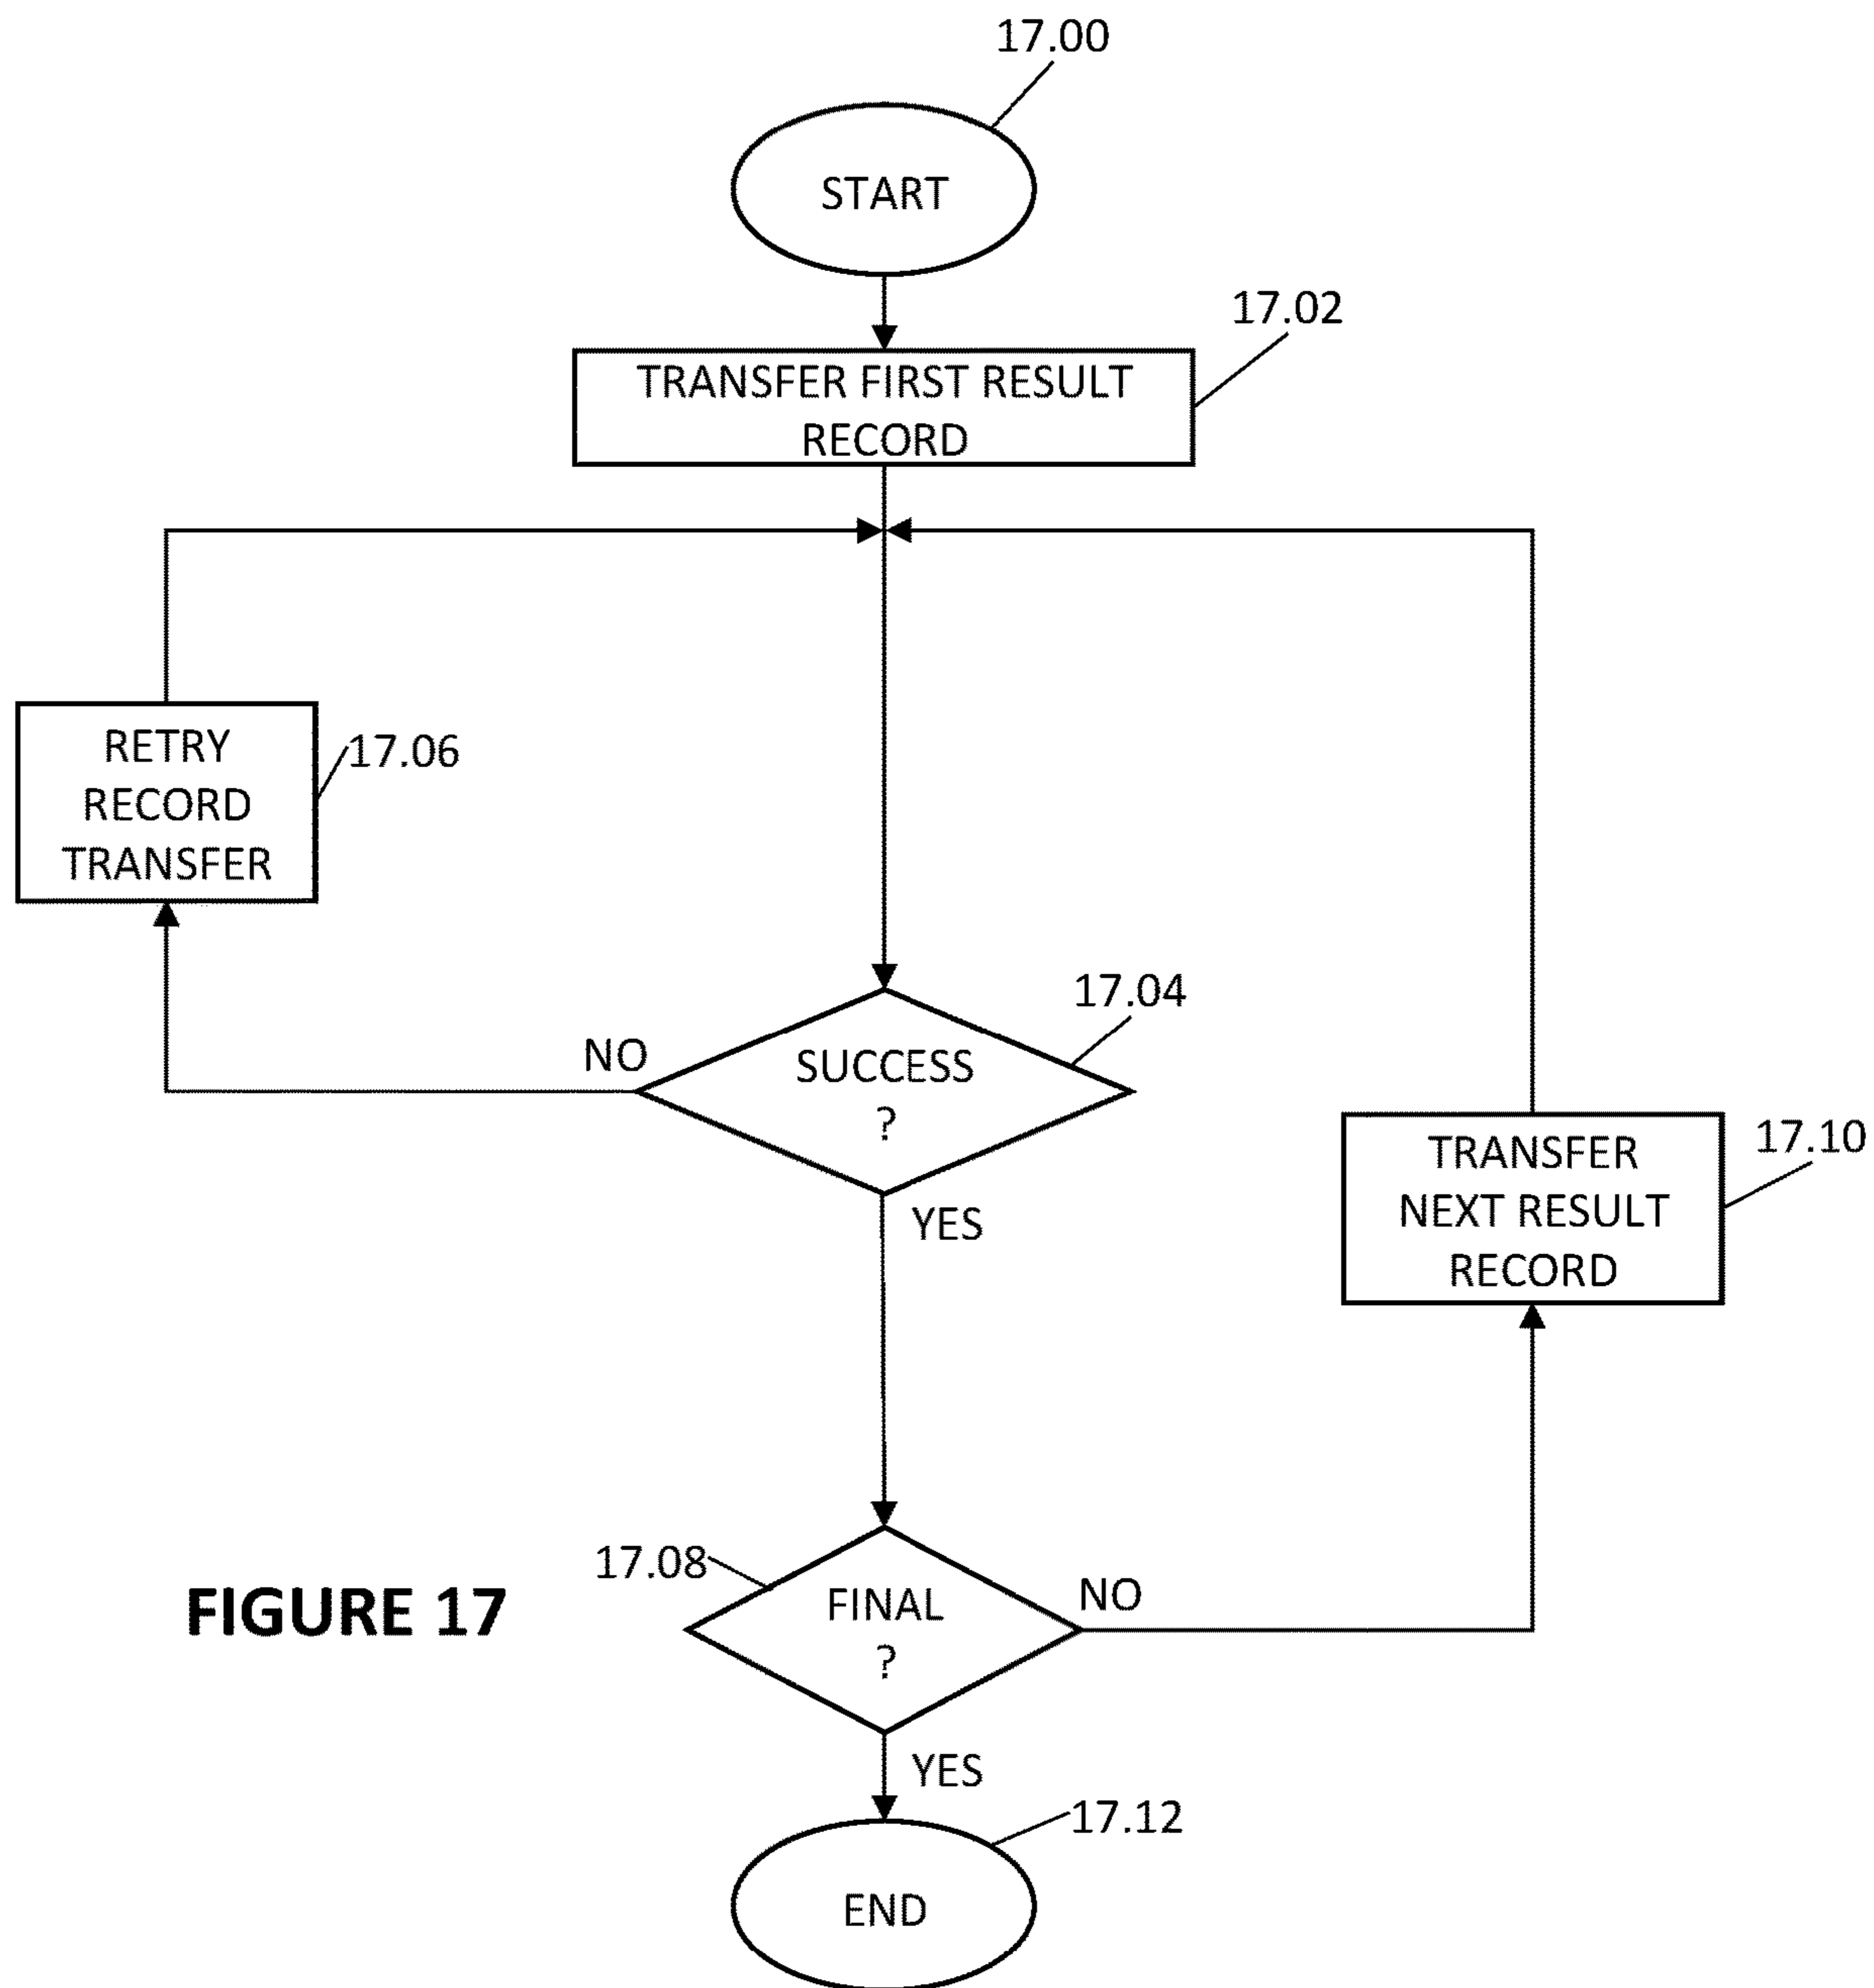 17.00
START
17.02
TRANSFER FIRST RESULT
RECORD
RETRY
RECORD
TRANSFER
17.06
17.04
NO
SUCCESS
?
YES
17.10
TRANSFER
NEXT RESULT
RECORD
17.08
FINAL
?
NO
FIGURE 17
YES
17.12
END